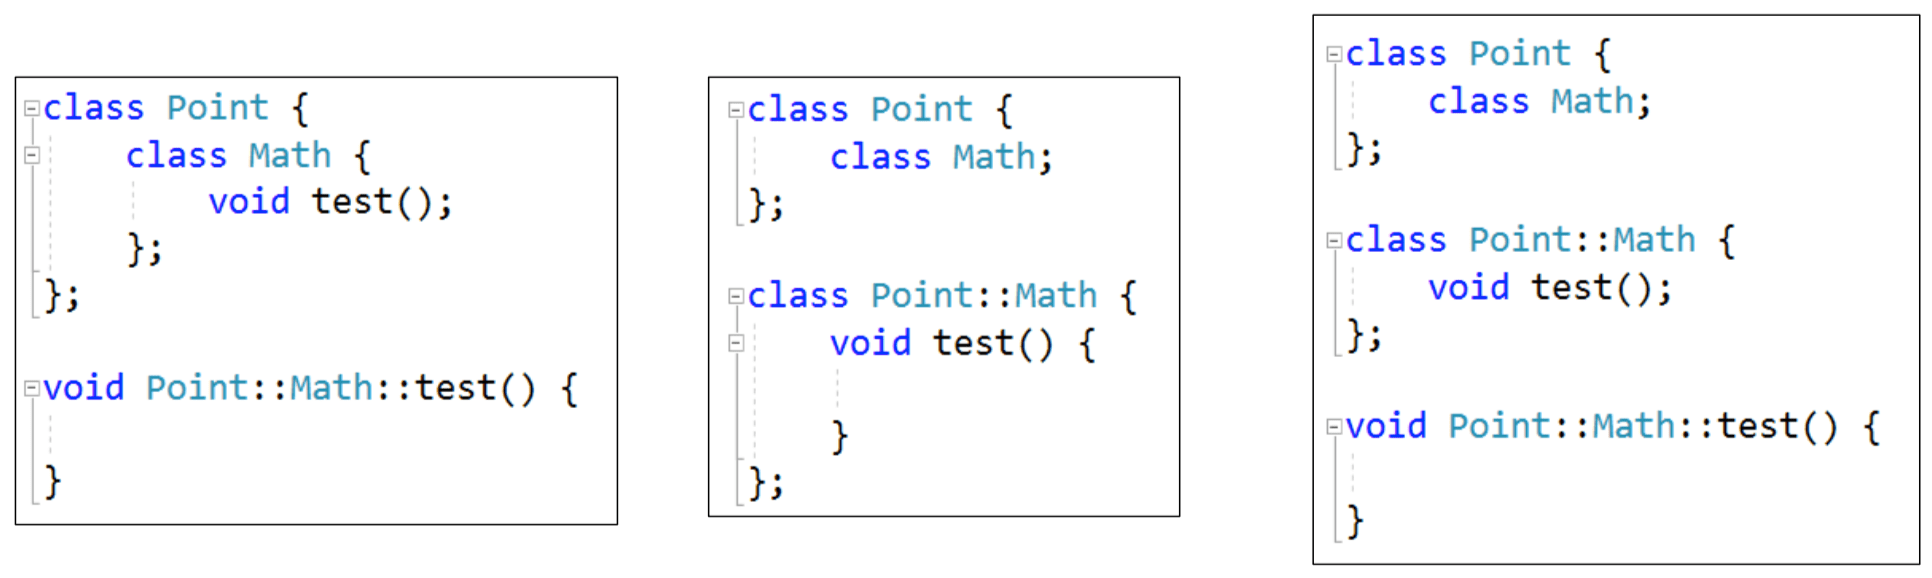 class Point {
    class Math {
        void test();
    };
};

void Point::Math::test() {

}

class Point {
    class Math;
};

class Point::Math {
    void test() {

    }
};

class Point {
    class Math;
};

class Point::Math {
    void test();
};

void Point::Math::test() {

}